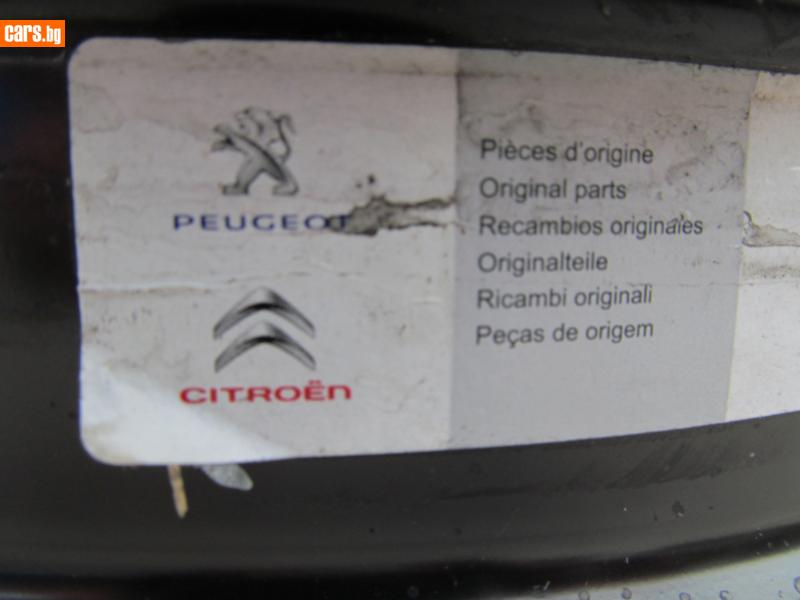 cars.bg
PEUGEOT
CITROËN
Pièces d'origine
Original parts
Recambios originales
Originalteile
Ricambi originali
Peças de origem